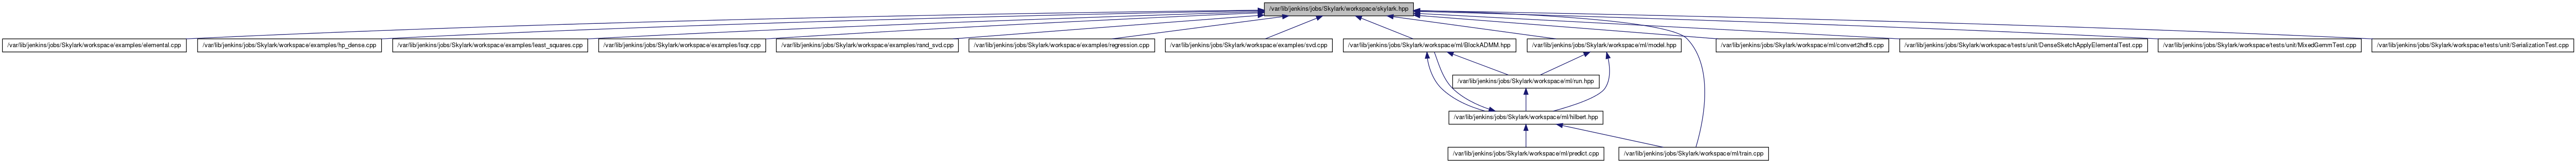 /var/lib/jenkins/jobs/Skylark/workspace/skylark.hpp
/var/lib/jenkins/jobs/Skylark/workspace/examples/elemental.cpp
/var/lib/jenkins/jobs/Skylark/workspace/examples/hp_dense.cpp
/var/lib/jenkins/jobs/Skylark/workspace/examples/least_squares.cpp
/var/lib/jenkins/jobs/Skylark/workspace/examples/lsqr.cpp
/var/lib/jenkins/jobs/Skylark/workspace/examples/rand_svd.cpp
/var/lib/jenkins/jobs/Skylark/workspace/examples/regression.cpp
/var/lib/jenkins/jobs/Skylark/workspace/examples/svd.cpp
/var/lib/jenkins/jobs/Skylark/workspace/ml/BlockADMM.hpp
/var/lib/jenkins/jobs/Skylark/workspace/ml/model.hpp
/var/lib/jenkins/jobs/Skylark/workspace/ml/convert2hdf5.cpp
/var/lib/jenkins/jobs/Skylark/workspace/tests/unit/DenseSketchApplyElementalTest.cpp
/var/lib/jenkins/jobs/Skylark/workspace/tests/unit/MixedGemmTest.cpp
/var/lib/jenkins/jobs/Skylark/workspace/tests/unit/SerializationTest.cpp
/var/lib/jenkins/jobs/Skylark/workspace/ml/run.hpp
/var/lib/jenkins/jobs/Skylark/workspace/ml/hilbert.hpp
/var/lib/jenkins/jobs/Skylark/workspace/ml/predict.cpp
/var/lib/jenkins/jobs/Skylark/workspace/ml/train.cpp